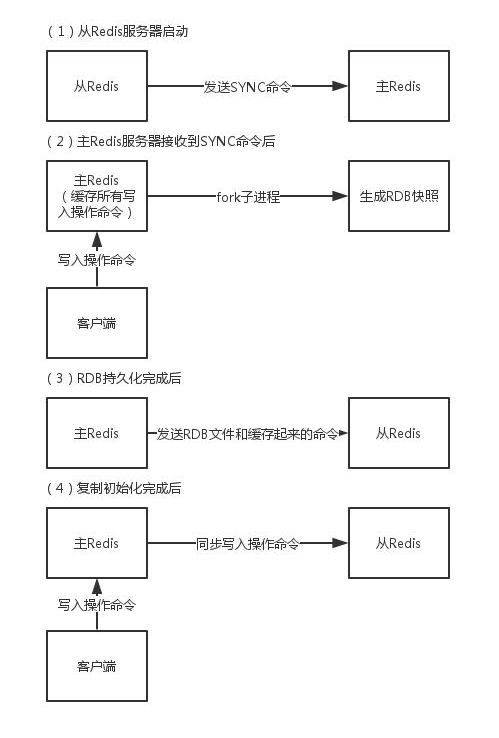 （1）从Redis服务器启动
从Redis
发送SYNC命令
主Redis
（2）主Redis服务器接收到SYNC命令后
主Redis
（缓存所有写
入操作命令）
fork子进程
生成RDB快照
写入操作命令
客户端
（3）RDB持久化完成后
主Redis
发送RDB文件和缓存起来的命令
从Redis
（4）复制初始化完成后
主Redis
同步写入操作命令
从Redis
写入操作命令
客户端